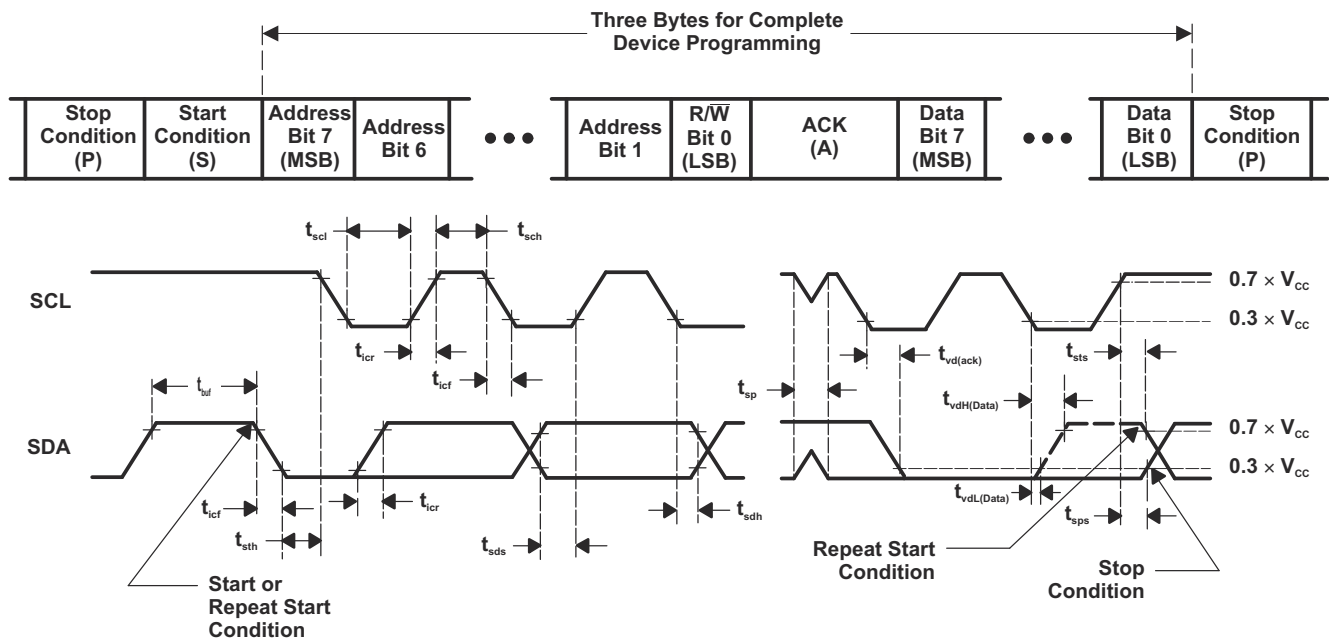 Three Bytes for Complete
Device Programming
Stop
Condition
(P)
Start
Condition
(S)
Address
Bit 7
(MSB)
Address
Bit 6
•••
Address
Bit 1
R/W̅
Bit 0
(LSB)
ACK
(A)
Data
Bit 7
(MSB)
•••
Data
Bit 0
(LSB)
Stop
Condition
(P)
tscl
tsch
SCL
0.7 × VCC
0.3 × VCC
ticr
ticf
tvd(ack)
tsts
tbuf
tsp
tvdH(Data)
SDA
0.7 × VCC
0.3 × VCC
ticf
ticr
tsth
tsds
tsdh
tvdL(Data)
tsps
Start or
Repeat Start
Condition
Repeat Start
Condition
Stop
Condition